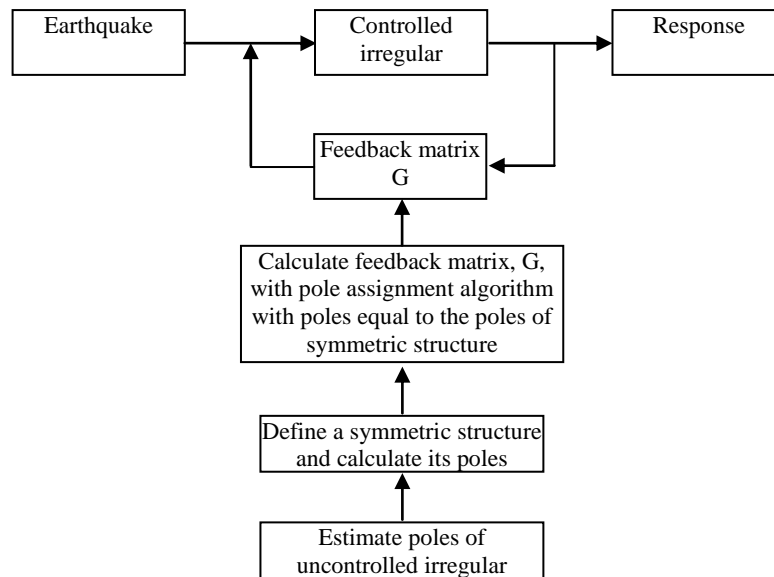 Earthquake
Controlled
irregular
Response
Feedback matrix
G
Calculate feedback matrix, G,
with pole assignment algorithm
with poles equal to the poles of
symmetric structure
Define a symmetric structure
and calculate its poles
Estimate poles of
uncontrolled irregular